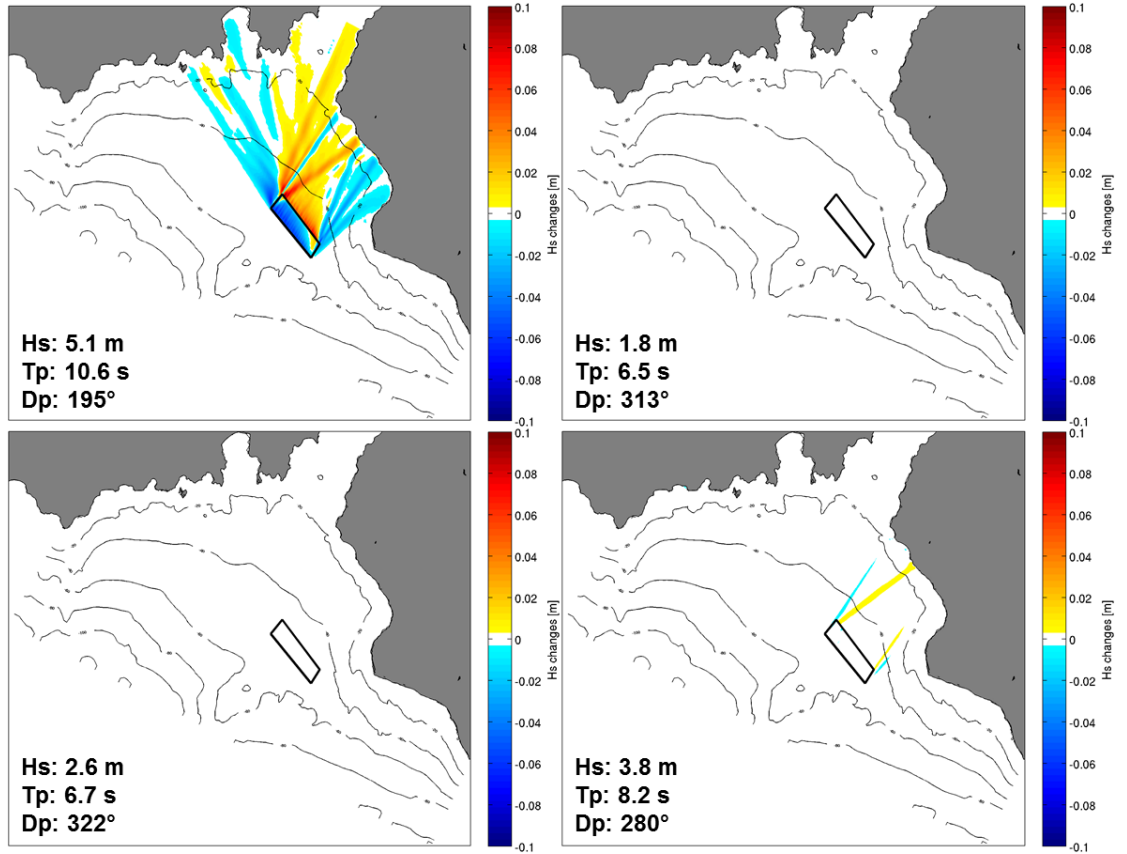 0.1
0.08
0.06
0.04
0.02
0
-0.02
-0.04
-0.06
-0.08
-0.1
Hs changes [m]
Hs: 5.1 m
Tp: 10.6 s
Dp: 195°
0.1
0.08
0.06
0.04
0.02
0
-0.02
-0.04
-0.06
-0.08
-0.1
Hs changes [m]
Hs: 1.8 m
Tp: 6.5 s
Dp: 313°
0.1
0.08
0.06
0.04
0.02
0
-0.02
-0.04
-0.06
-0.08
-0.1
Hs changes [m]
Hs: 2.6 m
Tp: 6.7 s
Dp: 322°
0.1
0.08
0.06
0.04
0.02
0
-0.02
-0.04
-0.06
-0.08
-0.1
Hs changes [m]
Hs: 3.8 m
Tp: 8.2 s
Dp: 280°